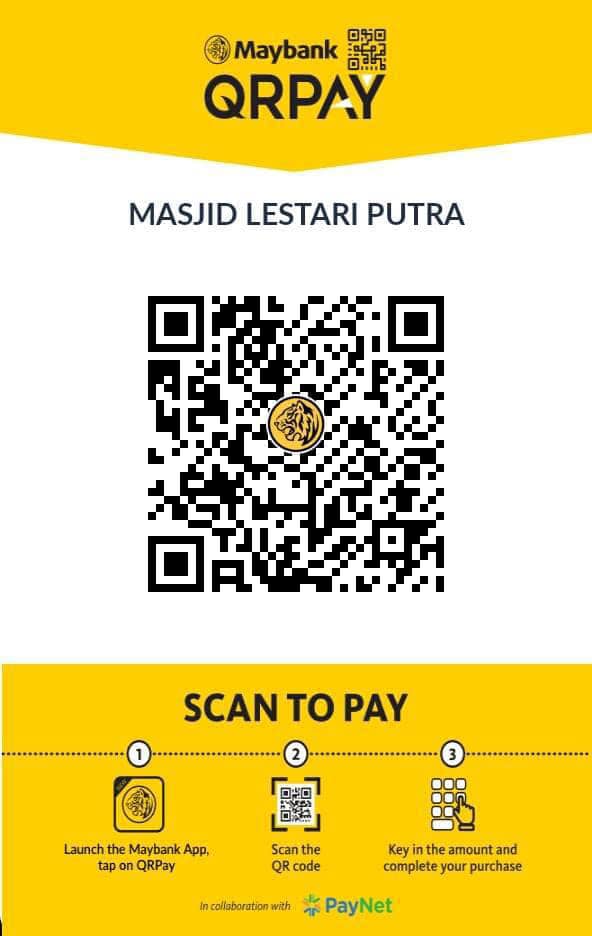 Maybank
QRPAY
MASJID LESTARI PUTRA
SCAN TO PAY
1
2
3
Launch the Maybank App,
tap on QRPay
Scan the
QR code
Key in the amount and
complete your purchase
In collaboration with PayNet